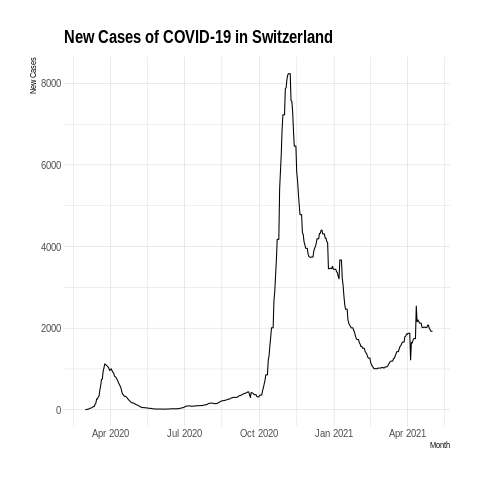 New Cases of COVID-19 in Switzerland
New Cases
8000
6000
4000
2000
0
Apr 2020 Jul 2020 Oct 2020 Jan 2021 Apr 2021
Month